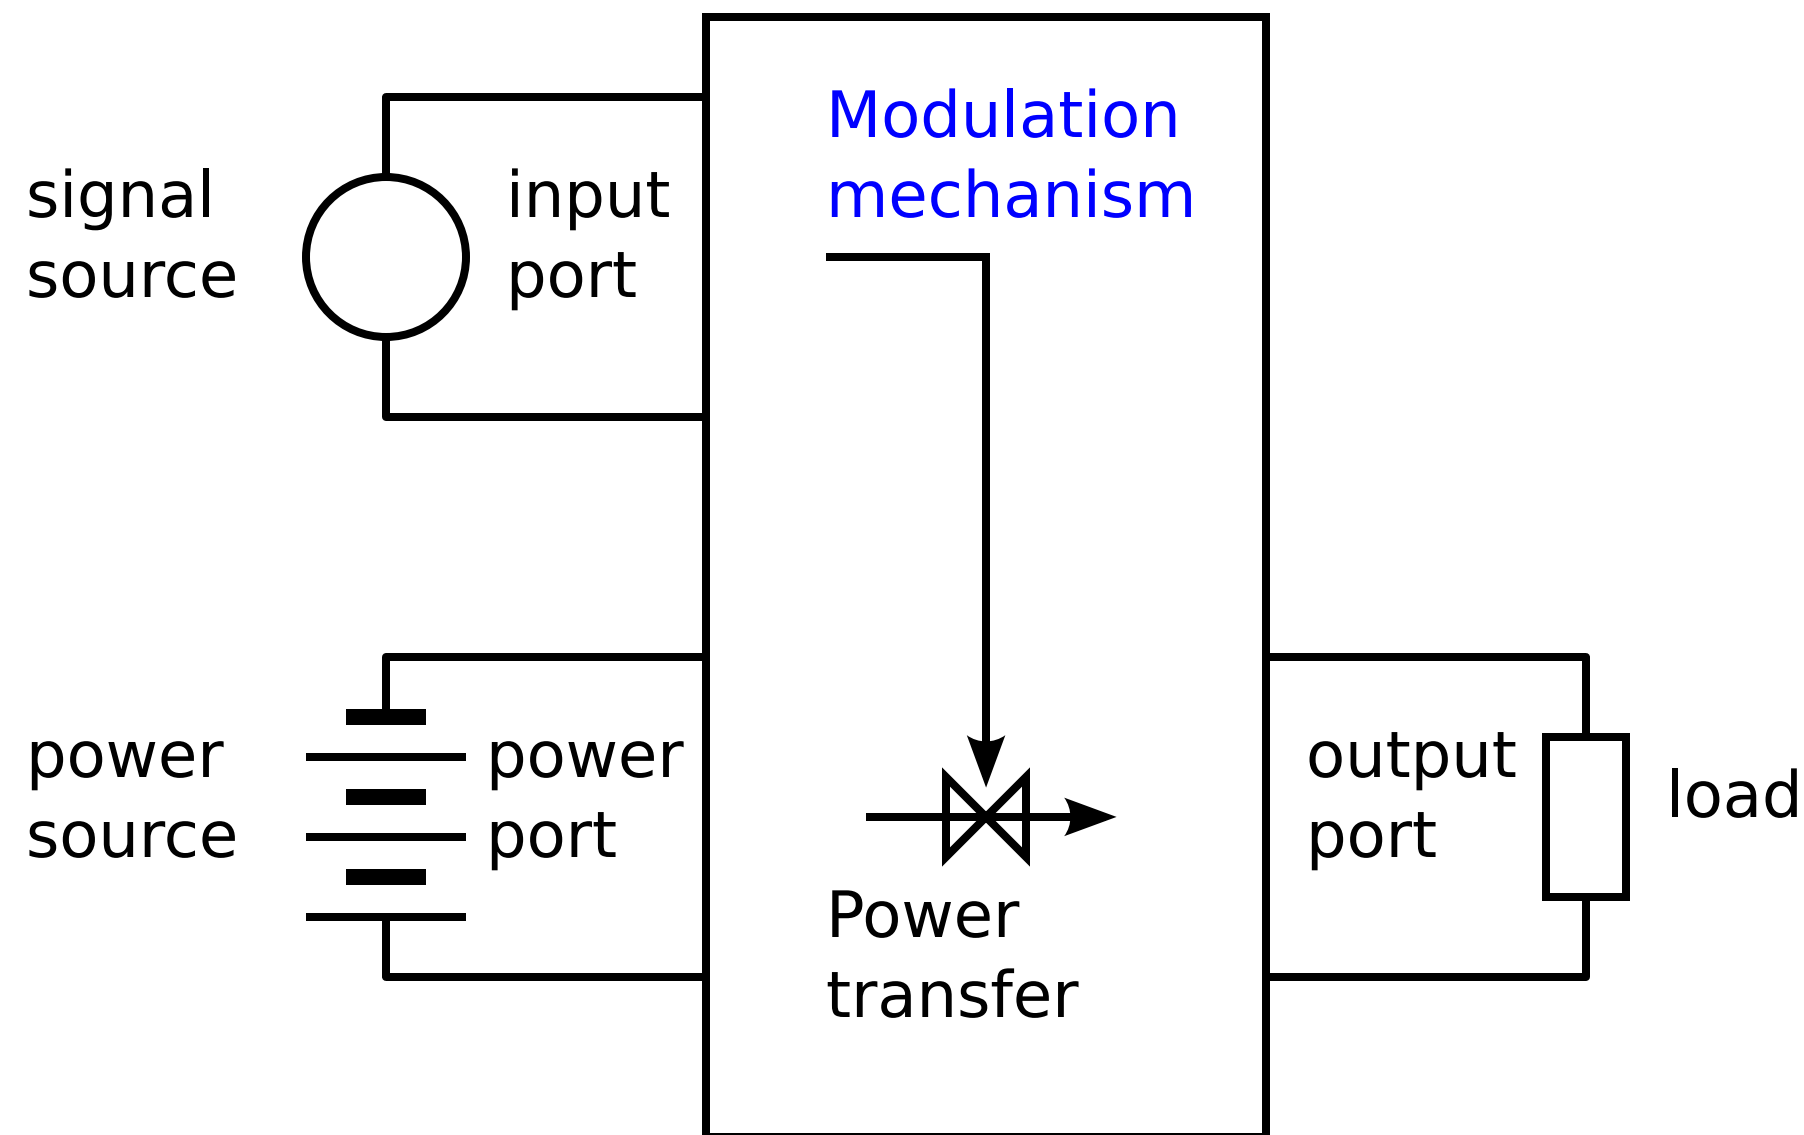 Modulation
mechanism
signal
source
input
port
power
source
power
port
Power
transfer
output
port
load